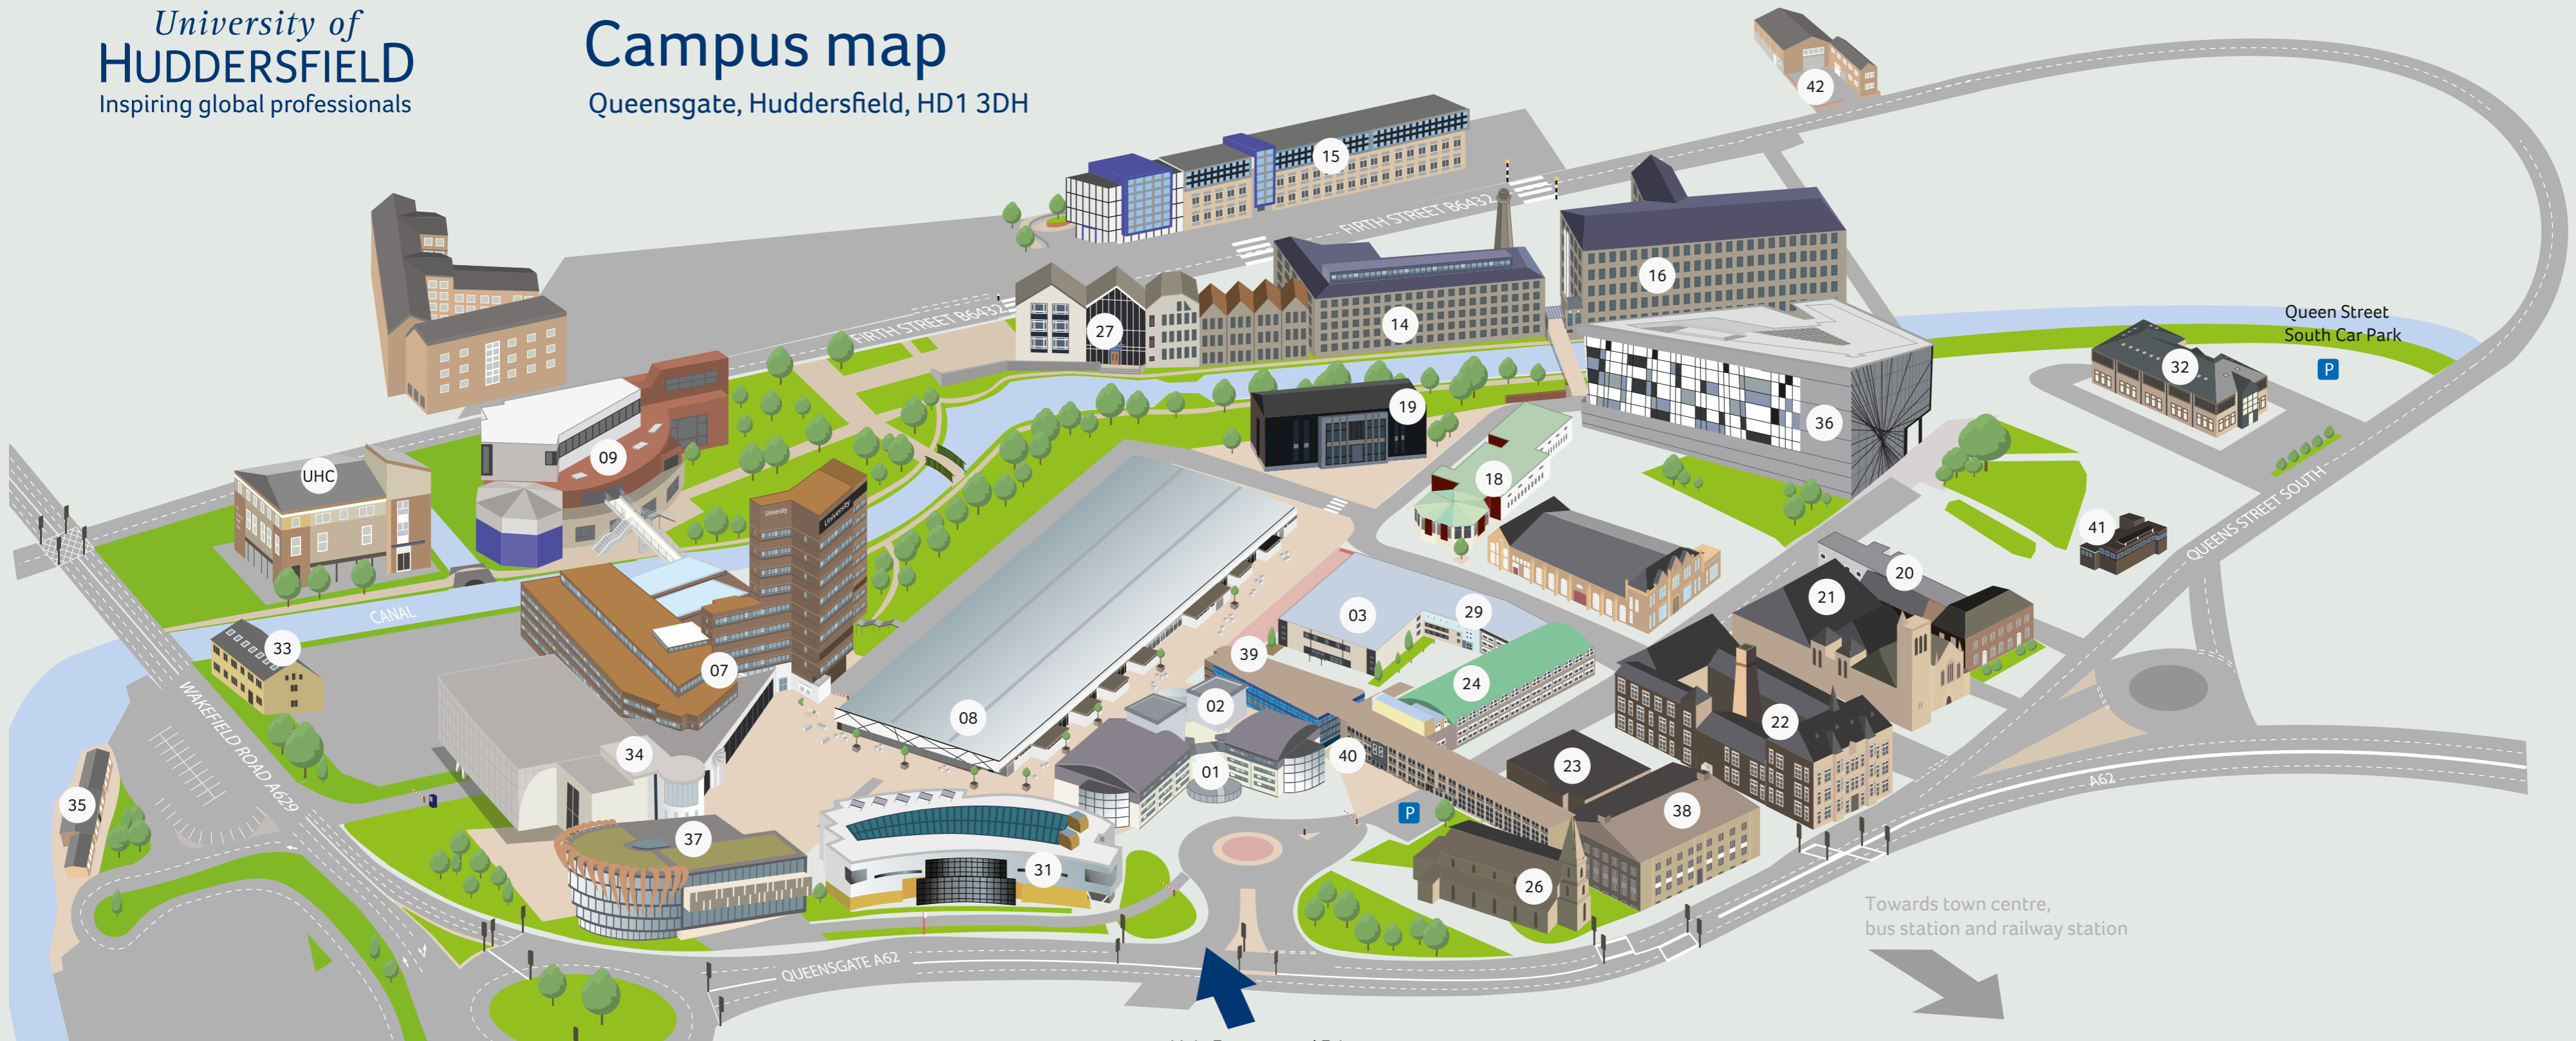 University of
HUDDERSFIELD
Inspiring global professionals
Campus map
Queensgate, Huddersfield, HD1 3DH
42
15
FIRTH STREET B6432
16
Queen Street
South Car Park
P
FIRTH STREET B6432
27
14
32
19
36
09
UHC
18
University
University
41
QUEENS STREET SOUTH
20
21
CANAL
03
29
33
39
07
24
02
08
22
34
40
23
01
WAKEFIELD ROAD A629
A62
35
P
38
37
31
26
Towards town centre,
bus station and railway station
QUEENSGATE A62